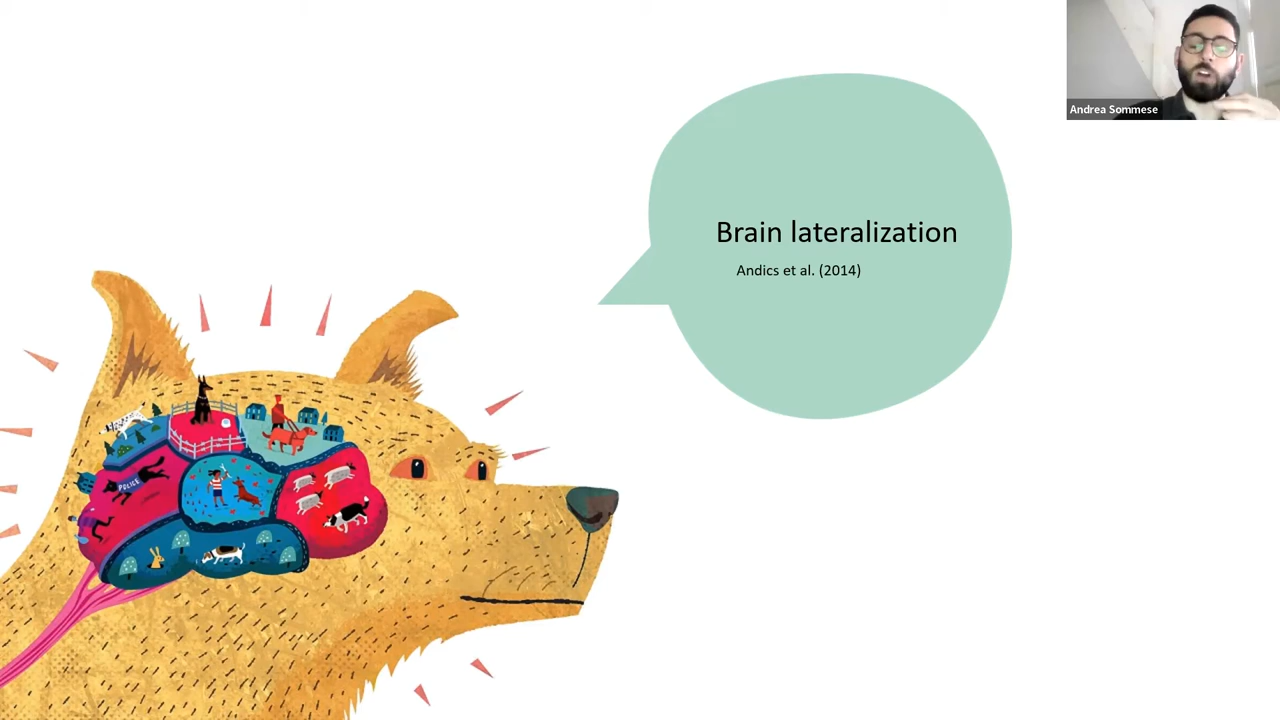 Andrea Sommese
Brain lateralization
Andics et al. (2014)
POLICE